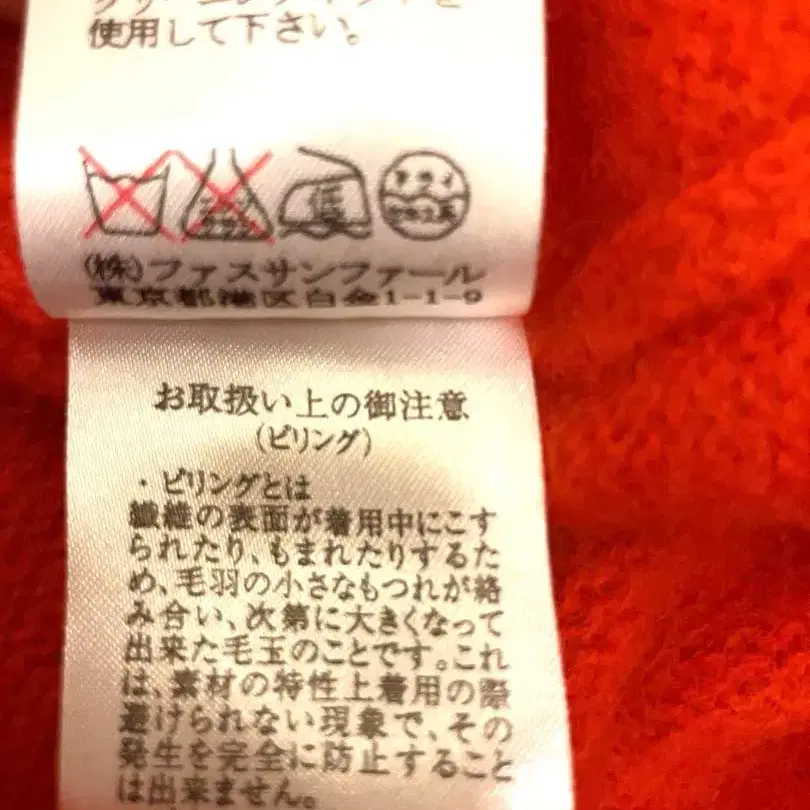 使用して下さい。
低
ドライ
セキユ系
(株)ファスサンファール
東京都港区白金1-1-9
お取扱い上の御注意
(ピリング)
・ピリングとは
繊維の表面が着用中にこす
られたり、もまれたりするた
め、毛羽の小さなもつれが絡
み合い、次第に大きくなって
出来た毛玉のことです。これ
は、素材の特性上着用の際
避けられない現象で、その
発生を完全に防止すること
は出来ません。